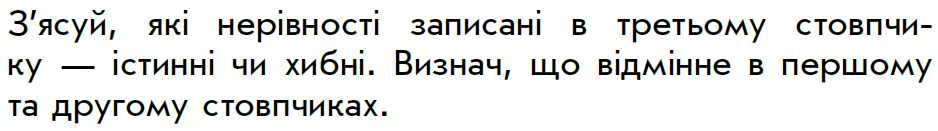 З’ясуй, які нерівності записані в третьому стовпчи-
ку — істинні чи хибні. Визнач, що відмінне в першому
та другому стовпчиках.